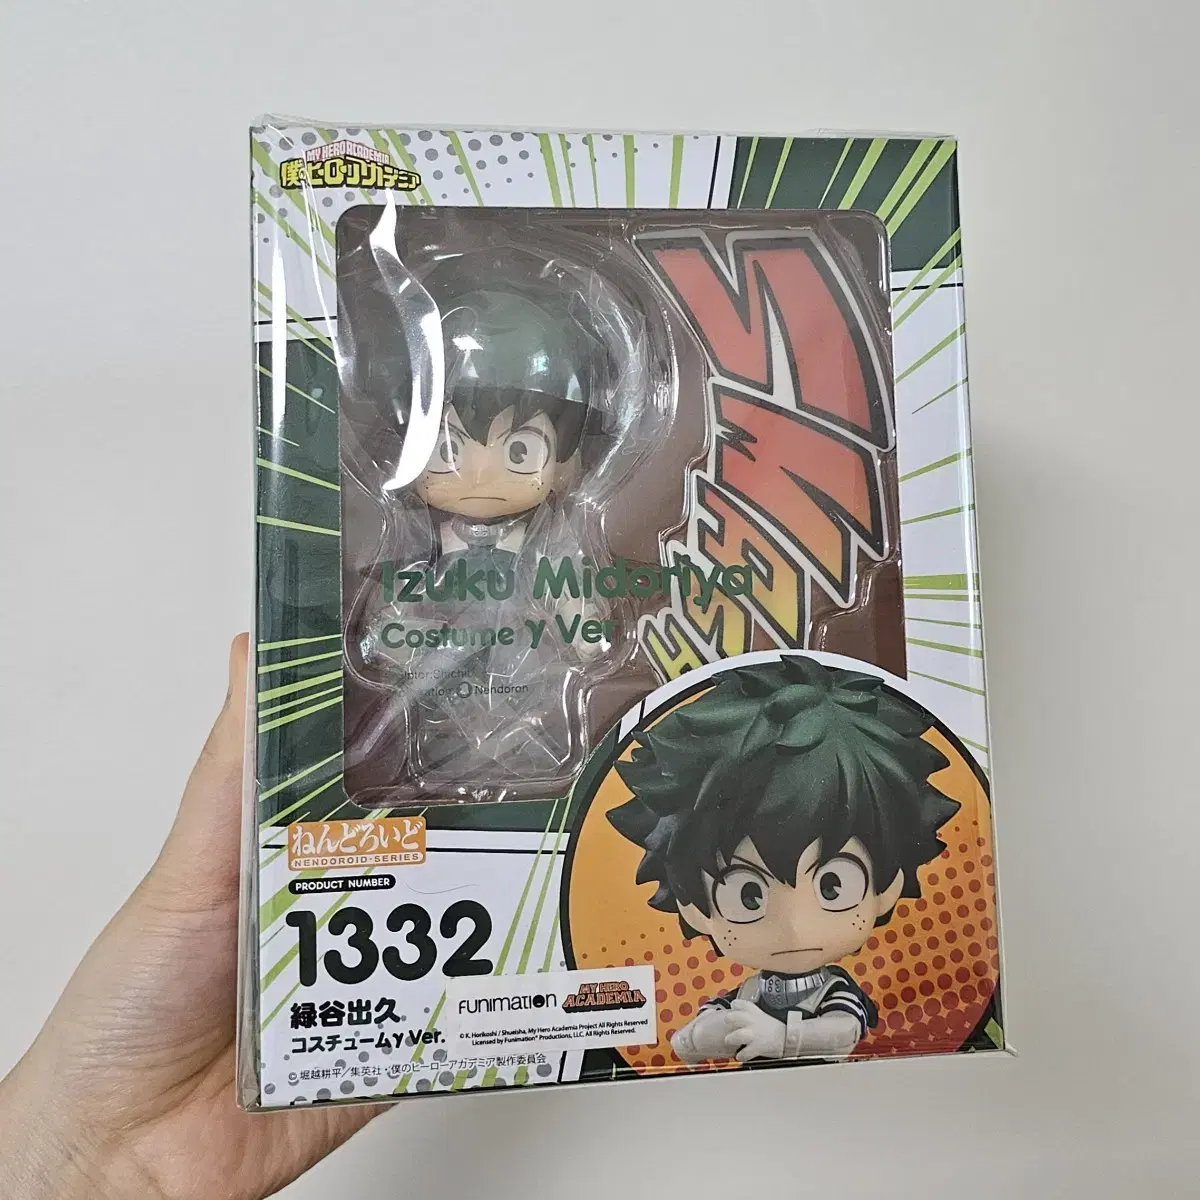 MY HERO ACADEMIA
僕のヒーローアカデミア
Izuku Midoriya
Costume γ Ver
Nendoron
ねんどろいど
NENDOROID-SERIES
PRODUCT NUMBER
1332
緑谷出久
コスチュームγ Ver.
FUNIMATION
MY HERO
ACADEMIA
© K. Horikoshi / Shueisha, My Hero Academia Project All Rights Reserved
Licensed by Funimation® Productions, LLC. All Rights Reserved.
© 堀越耕平／集英社・僕のヒーローアカデミア製作委員会